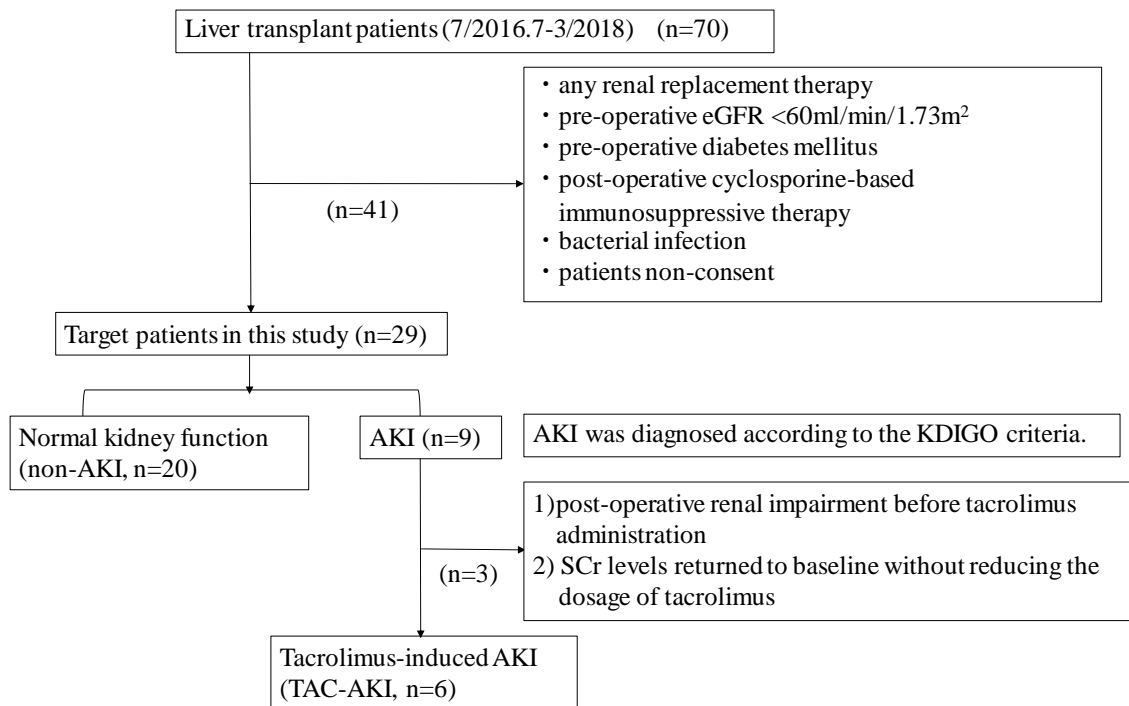 Liver transplant patients (7/2016.7-3/2018) (n=70)
・any renal replacement therapy
・pre-operative eGFR <60ml/min/1.73m²
・pre-operative diabetes mellitus
・post-operative cyclosporine-based
immunosuppressive therapy
・bacterial infection
・patients non-consent
(n=41)
Target patients in this study (n=29)
Normal kidney function
(non-AKI, n=20)
AKI (n=9)
AKI was diagnosed according to the KDIGO criteria.
1)post-operative renal impairment before tacrolimus
administration
2) SCr levels returned to baseline without reducing the
dosage of tacrolimus
(n=3)
Tacrolimus-induced AKI
(TAC-AKI, n=6)